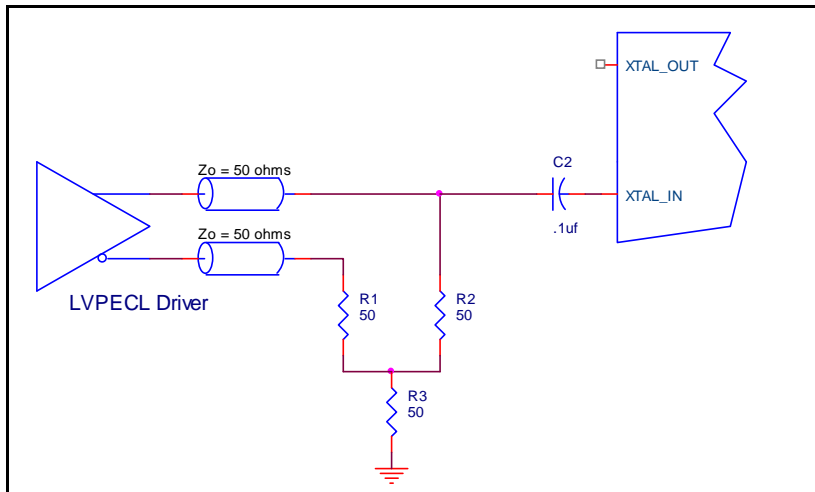 XTAL_OUT
Zo = 50 ohms
C2
XTAL_IN
.1uf
Zo = 50 ohms
LVPECL Driver
R1
50
R2
50
R3
50